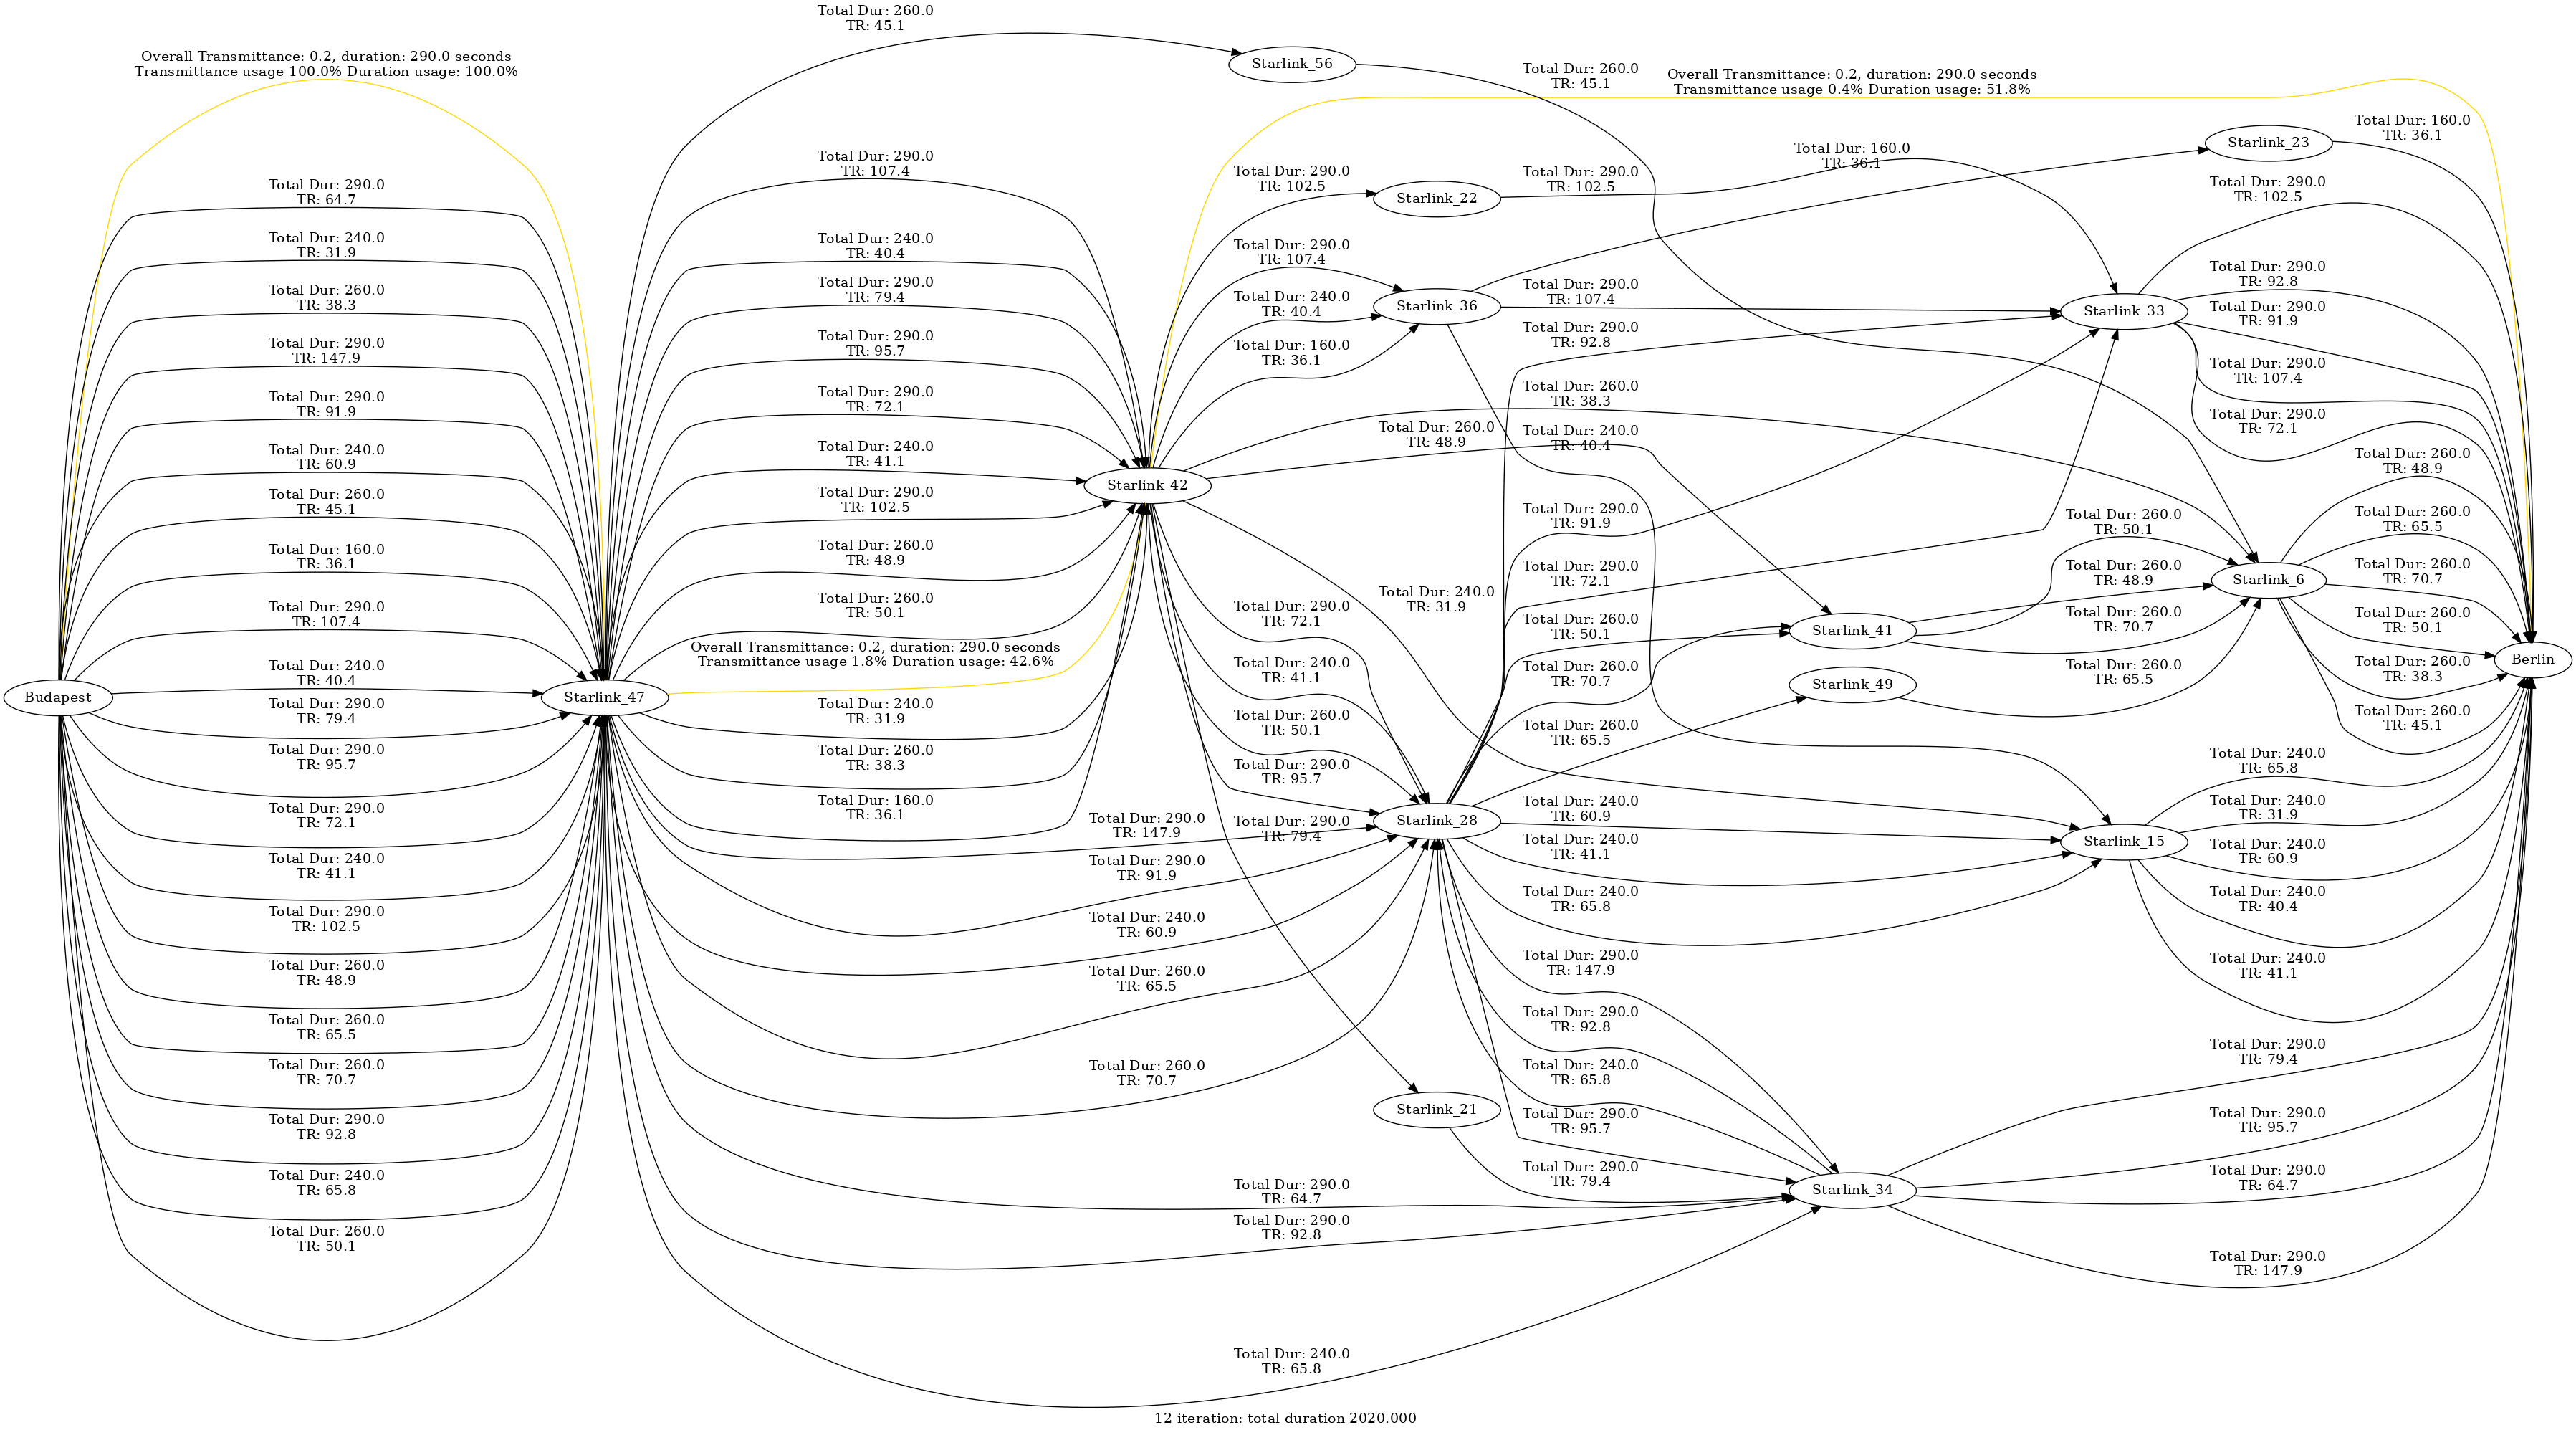 Total Dur: 260.0
TR: 45.1
Overall Transmittance: 0.2, duration: 290.0 seconds
Transmittance usage 100.0% Duration usage: 100.0%
Total Dur: 290.0
TR: 64.7
Total Dur: 240.0
TR: 31.9
Total Dur: 260.0
TR: 38.3
Total Dur: 290.0
TR: 147.9
Total Dur: 290.0
TR: 91.9
Total Dur: 240.0
TR: 60.9
Total Dur: 260.0
TR: 45.1
Total Dur: 160.0
TR: 36.1
Total Dur: 290.0
TR: 107.4
Total Dur: 240.0
TR: 40.4
Budapest
Total Dur: 290.0
TR: 79.4
Total Dur: 290.0
TR: 95.7
Total Dur: 290.0
TR: 72.1
Total Dur: 240.0
TR: 41.1
Total Dur: 290.0
TR: 102.5
Total Dur: 260.0
TR: 48.9
Total Dur: 260.0
TR: 65.5
Total Dur: 260.0
TR: 70.7
Total Dur: 290.0
TR: 92.8
Total Dur: 240.0
TR: 65.8
Total Dur: 260.0
TR: 50.1
Starlink_47
Total Dur: 290.0
TR: 107.4
Total Dur: 240.0
TR: 40.4
Total Dur: 290.0
TR: 79.4
Total Dur: 290.0
TR: 95.7
Total Dur: 290.0
TR: 72.1
Total Dur: 240.0
TR: 41.1
Total Dur: 290.0
TR: 102.5
Total Dur: 260.0
TR: 48.9
Total Dur: 260.0
TR: 50.1
Overall Transmittance: 0.2, duration: 290.0 seconds
Transmittance usage 1.8% Duration usage: 42.6%
Total Dur: 240.0
TR: 31.9
Total Dur: 260.0
TR: 38.3
Total Dur: 160.0
TR: 36.1
Starlink_42
Total Dur: 290.0
TR: 147.9
Total Dur: 290.0
TR: 91.9
Total Dur: 240.0
TR: 60.9
Total Dur: 260.0
TR: 65.5
Total Dur: 260.0
TR: 70.7
Starlink_56
Total Dur: 290.0
TR: 102.5
Total Dur: 290.0
TR: 107.4
Total Dur: 240.0
TR: 40.4
Total Dur: 160.0
TR: 36.1
Total Dur: 290.0
TR: 72.1
Total Dur: 240.0
TR: 41.1
Total Dur: 260.0
TR: 50.1
Total Dur: 290.0
TR: 95.7
Total Dur: 290.0
TR: 79.4
Total Dur: 290.0
TR: 64.7
Total Dur: 290.0
TR: 92.8
Total Dur: 240.0
TR: 65.8
Starlink_22
Starlink_36
Total Dur: 260.0
TR: 48.9
Total Dur: 240.0
TR: 31.9
Starlink_28
Starlink_21
Total Dur: 260.0
TR: 45.1
Overall Transmittance: 0.2, duration: 290.0 seconds
Transmittance usage 0.4% Duration usage: 51.8%
Total Dur: 290.0
TR: 102.5
Total Dur: 290.0
TR: 107.4
Total Dur: 290.0
TR: 92.8
Total Dur: 260.0
TR: 38.3
Total Dur: 240.0
TR: 40.4
Total Dur: 290.0
TR: 91.9
Total Dur: 290.0
TR: 72.1
Total Dur: 260.0
TR: 50.1
Total Dur: 260.0
TR: 70.7
Total Dur: 260.0
TR: 65.5
Total Dur: 240.0
TR: 60.9
Total Dur: 240.0
TR: 41.1
Total Dur: 240.0
TR: 65.8
Total Dur: 290.0
TR: 147.9
Total Dur: 290.0
TR: 92.8
Total Dur: 240.0
TR: 65.8
Total Dur: 290.0
TR: 95.7
Total Dur: 290.0
TR: 79.4
Total Dur: 160.0
TR: 36.1
Starlink_41
Starlink_49
Starlink_34
Starlink_33
Total Dur: 260.0
TR: 50.1
Total Dur: 260.0
TR: 48.9
Total Dur: 260.0
TR: 70.7
Total Dur: 260.0
TR: 65.5
Starlink_15
Starlink_23
Total Dur: 290.0
TR: 102.5
Total Dur: 290.0
TR: 92.8
Total Dur: 290.0
TR: 91.9
Total Dur: 290.0
TR: 107.4
Total Dur: 290.0
TR: 72.1
Starlink_6
Total Dur: 240.0
TR: 65.8
Total Dur: 240.0
TR: 31.9
Total Dur: 240.0
TR: 60.9
Total Dur: 240.0
TR: 40.4
Total Dur: 240.0
TR: 41.1
Total Dur: 290.0
TR: 79.4
Total Dur: 290.0
TR: 95.7
Total Dur: 290.0
TR: 64.7
Total Dur: 290.0
TR: 147.9
Total Dur: 160.0
TR: 36.1
Total Dur: 260.0
TR: 48.9
Total Dur: 260.0
TR: 65.5
Total Dur: 260.0
TR: 70.7
Total Dur: 260.0
TR: 50.1
Total Dur: 260.0
TR: 38.3
Total Dur: 260.0
TR: 45.1
Berlin
12 iteration: total duration 2020.000